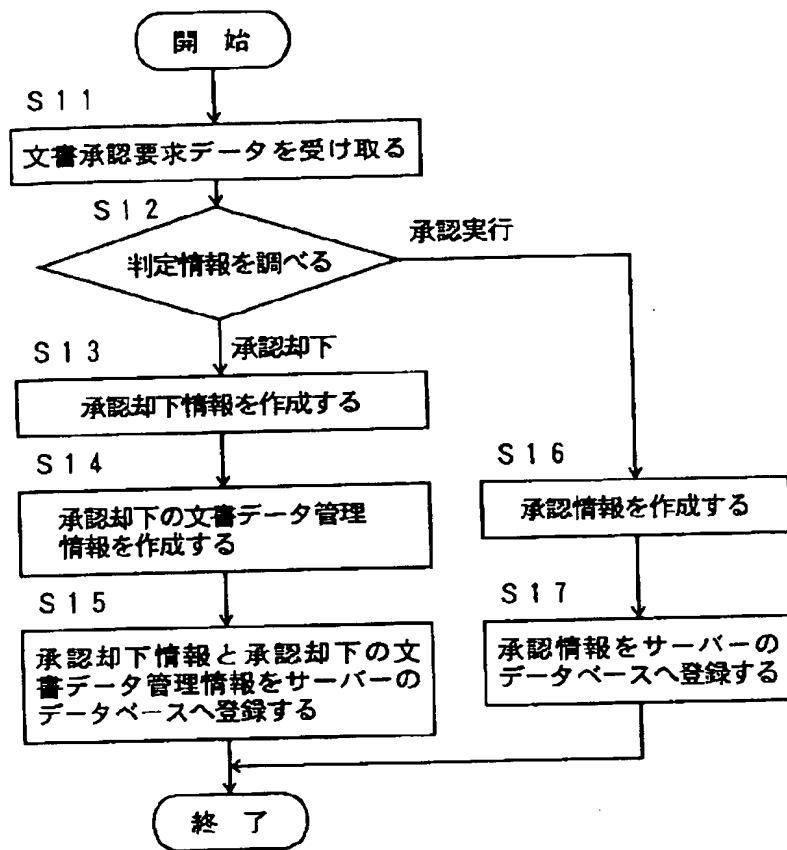 開 始
S11
文書承認要求データを受け取る
S12
判定情報を調べる
承認実行
承認却下
S13
承認却下情報を作成する
S14
承認却下の文書データ管理
情報を作成する
S15
承認却下情報と承認却下の文
書データ管理情報をサーバーの
データベースへ登録する
S16
承認情報を作成する
S17
承認情報をサーバーの
データベースへ登録する
終 了